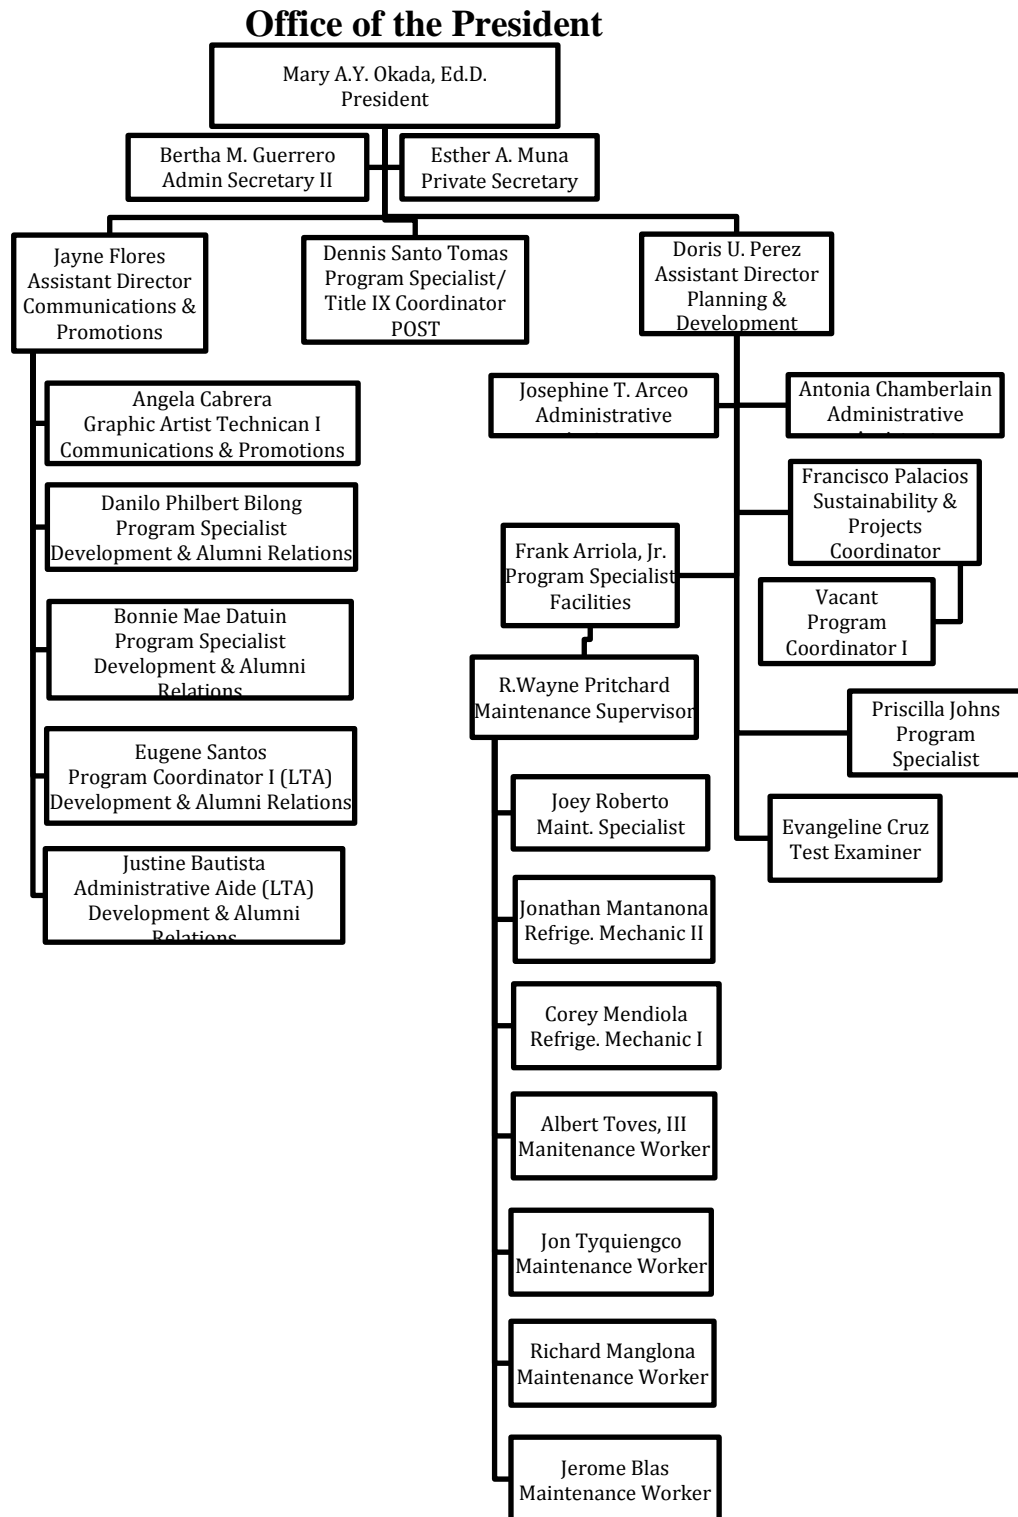 Office of the President
Mary A.Y. Okada, Ed.D.
President
Bertha M. Guerrero
Admin Secretary II
Esther A. Muna
Private Secretary
Jayne Flores
Assistant Director
Communications &
Promotions
Dennis Santo Tomas
Program Specialist/
Title IX Coordinator
POST
Doris U. Perez
Assistant Director
Planning &
Development
Angela Cabrera
Graphic Artist Technican I
Communications & Promotions
Danilo Philbert Bilong
Program Specialist
Development & Alumni Relations
Bonnie Mae Datuin
Program Specialist
Development & Alumni
Relations
Eugene Santos
Program Coordinator I (LTA)
Development & Alumni Relations
Justine Bautista
Administrative Aide (LTA)
Development & Alumni
Relations
Josephine T. Arceo
Administrative
Antonia Chamberlain
Administrative
Francisco Palacios
Sustainability &
Projects
Coordinator
Vacant
Program
Coordinator I
Frank Arriola, Jr.
Program Specialist
Facilities
R.Wayne Pritchard
Maintenance Supervisor
Priscilla Johns
Program
Specialist
Evangeline Cruz
Test Examiner
Joey Roberto
Maint. Specialist
Jonathan Mantanona
Refrige. Mechanic II
Corey Mendiola
Refrige. Mechanic I
Albert Toves, III
Manitenance Worker
Jon Tyquiengco
Maintenance Worker
Richard Manglona
Maintenance Worker
Jerome Blas
Maintenance Worker